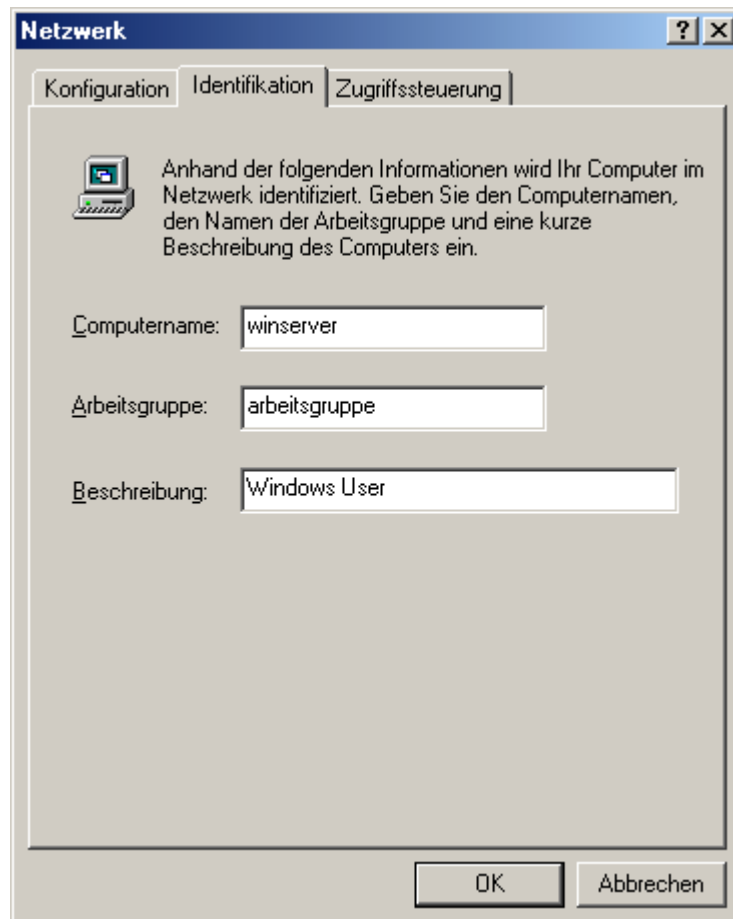 Netzwerk
Konfiguration Identifikation Zugriffssteuerung
Anhand der folgenden Informationen wird Ihr Computer im
Netzwerk identifiziert. Geben Sie den Computernamen,
den Namen der Arbeitsgruppe und eine kurze
Beschreibung des Computers ein.
Computername: winserver
Arbeitsgruppe: arbeitsgruppe
Beschreibung: Windows User
OK Abbrechen